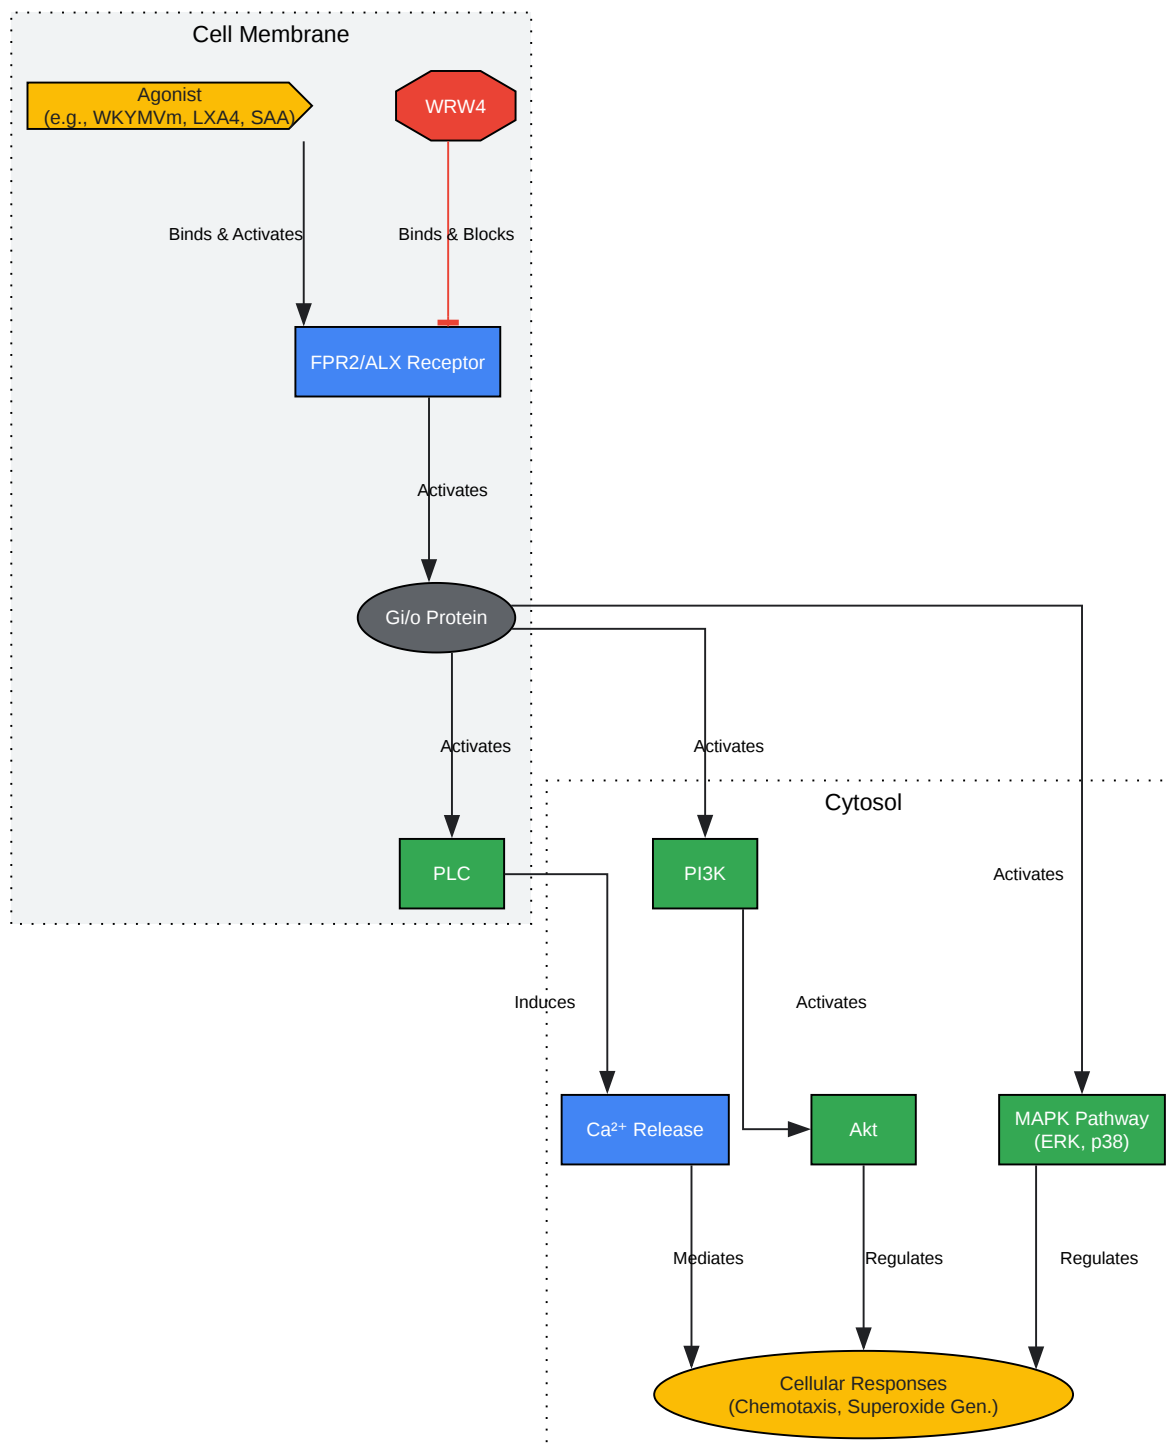 Cell Membrane
Agonist
(e.g., WKYMVm, LXA4, SAA)
WRW4
Binds & Activates
Binds & Blocks
FPR2/ALX Receptor
Activates
Gi/o Protein
Activates
Activates
Cytosol
PLC
PI3K
Activates
Induces
Activates
Ca²⁺ Release
Akt
MAPK Pathway
(ERK, p38)
Mediates
Regulates
Regulates
Cellular Responses
(Chemotaxis, Superoxide Gen.)